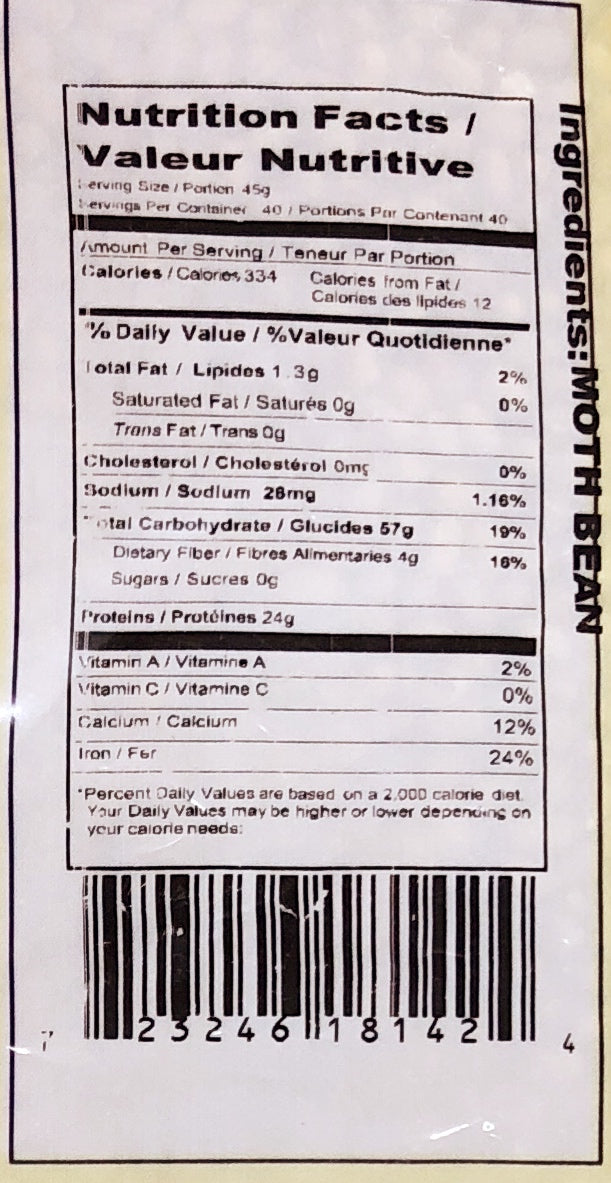 Nutrition Facts /
Valeur Nutritive
Serving Size / Portion 45g
Servings Per Container 40 / Portions Par Contenant 40
Amount Per Serving / Teneur Par Portion
Calories / Calories 334
Calories from Fat /
Calories des lipides 12
% Daily Value / %Valeur Quotidienne*
Total Fat / Lipides 1.3g 2%
Saturated Fat / Saturés 0g 0%
Trans Fat / Trans 0g
Cholesterol / Cholestérol 0mg 0%
Sodium / Sodium 28mg 1.16%
Total Carbohydrate / Glucides 57g 19%
Dietary Fiber / Fibres Alimentaries 4g 16%
Sugars / Sucres 0g
Proteins / Protéines 24g
Vitamin A / Vitamine A 2%
Vitamin C / Vitamine C 0%
Calcium / Calcium 12%
Iron / Fer 24%
*Percent Daily Values are based on a 2,000 calorie diet.
Your Daily Values may be higher or lower depending on
your calorie needs:
7 23246 18142 4
Ingredients:MOTH BEAN